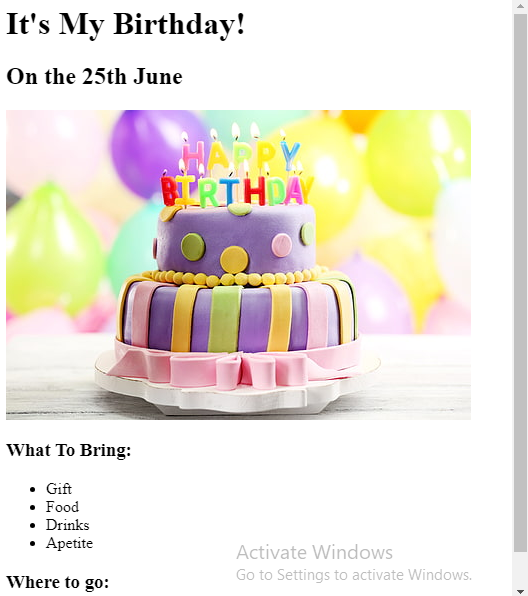 It's My Birthday!
On the 25th June
HAPPY
BIRTHDAY
What To Bring:
Gift
Food
Drinks
Apetite
Where to go:
Activate Windows
Go to Settings to activate Windows.